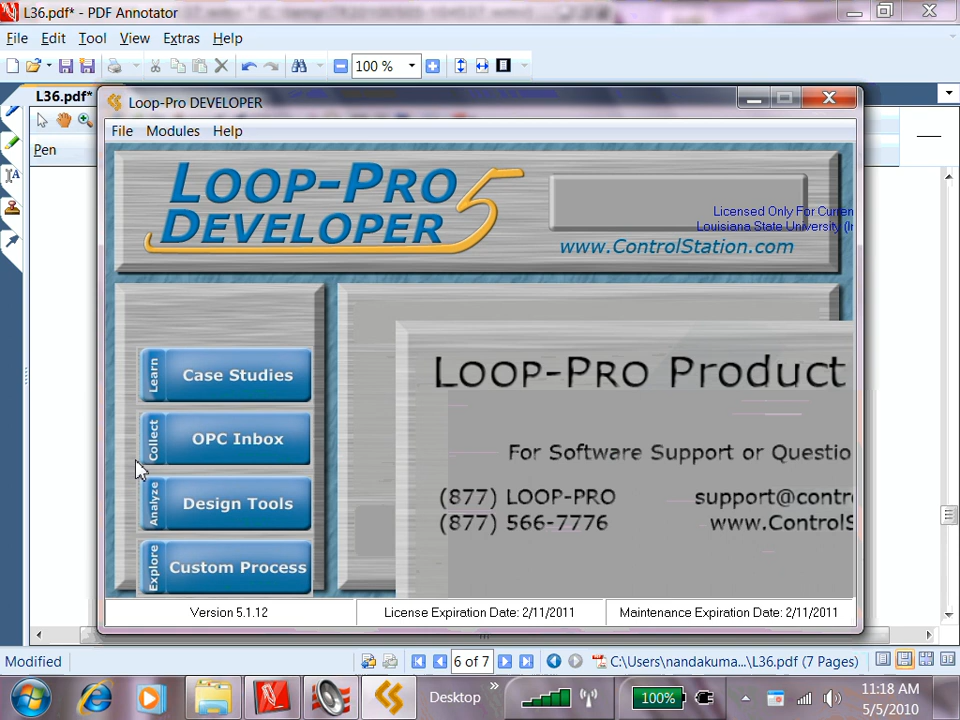 L36.pdf* - PDF Annotator
File Edit Tool View Extras Help
100 %
L36.pdf*
Pen
Loop-Pro DEVELOPER
File Modules Help
LOOP-PRO
DEVELOPER 5
Licensed Only For Curren
Louisiana State University (In
www.ControlStation.com
Learn Case Studies
Collect OPC Inbox
Analyze Design Tools
Explore Custom Process
LOOP-PRO Product
For Software Support or Questio
(877) LOOP-PRO support@contr
(877) 566-7776 www.ControlS
Version 5.1.12 License Expiration Date: 2/11/2011 Maintenance Expiration Date: 2/11/2011
Modified 6 of 7 C:\Users\nandakuma...\L36.pdf (7 Pages)
Desktop » 100% 11:18 AM
5/5/2010